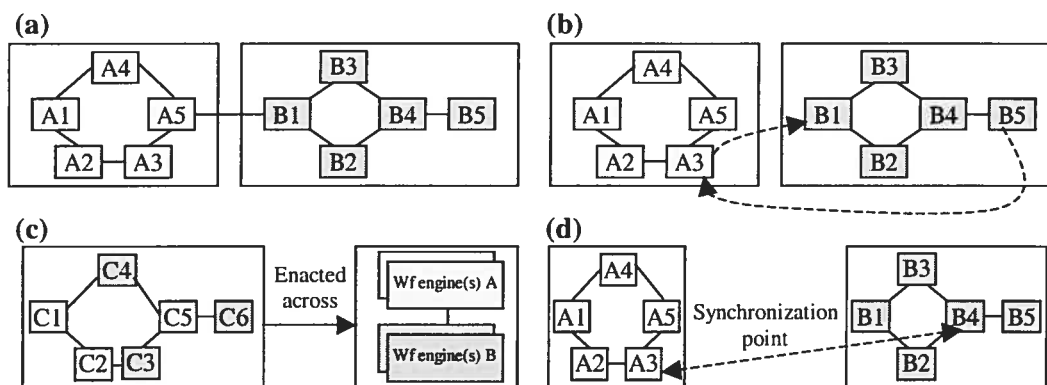 (a)
A4
A1
A5
A2
A3
B3
B1
B4
B5
B2
(b)
A4
A1
A5
A2
A3
B3
B1
B4
B5
B2
(c)
C4
C1
C5
C6
C2
C3
Enacted
across
Wf engine(s) A
Wf engine(s) B
(d)
A4
A1
A5
A2
A3
Synchronization
point
B3
B1
B4
B5
B2